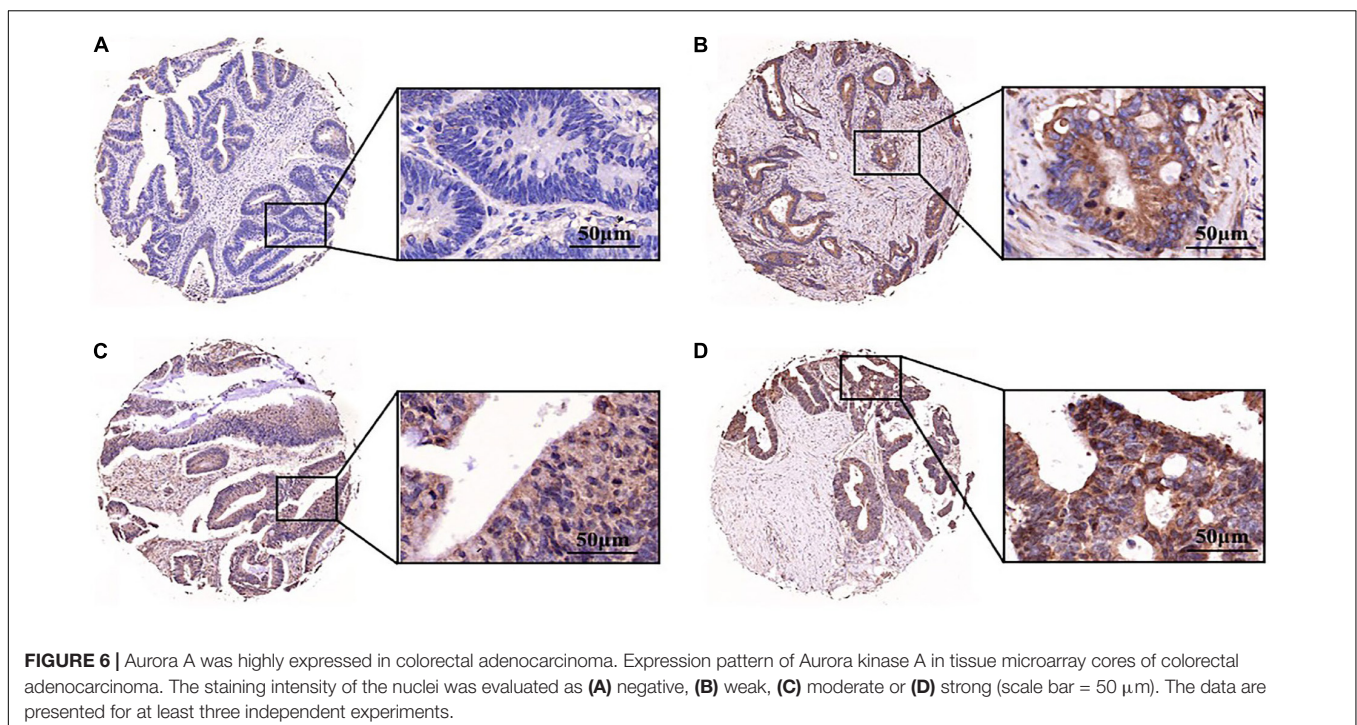 A
B
50μm
50μm
C
D
50μm
50μm
FIGURE 6 | Aurora A was highly expressed in colorectal adenocarcinoma. Expression pattern of Aurora kinase A in tissue microarray cores of colorectal
adenocarcinoma. The staining intensity of the nuclei was evaluated as (A) negative, (B) weak, (C) moderate or (D) strong (scale bar = 50 μm). The data are
presented for at least three independent experiments.